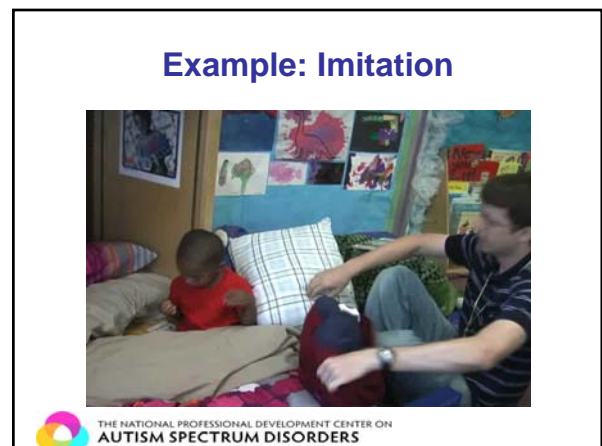 Example: Imitation
THE NATIONAL PROFESSIONAL DEVELOPMENT CENTER ON
AUTISM SPECTRUM DISORDERS